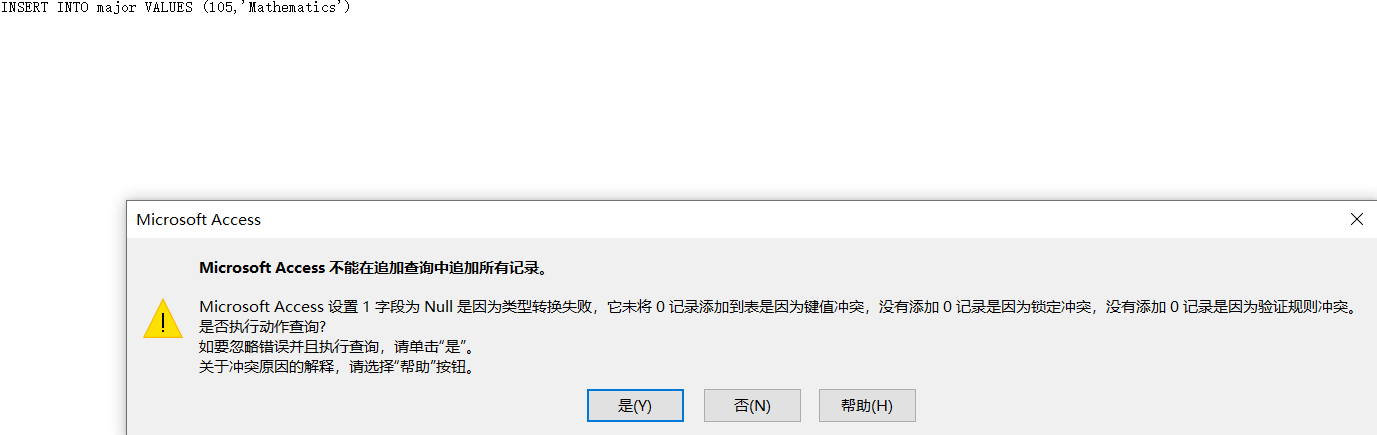 INSERT INTO major VALUES (105,'Mathematics')
Microsoft Access
Microsoft Access 不能在追加查询中追加所有记录。
Microsoft Access 设置 1 字段为 Null 是因为类型转换失败，它未将 0 记录添加到表是因为键值冲突，没有添加 0 记录是因为锁定冲突，没有添加 0 记录是因为验证规则冲突。
是否执行动作查询?
如要忽略错误并且执行查询，请单击“是”。
关于冲突原因的解释，请选择“帮助”按钮。
是(Y) 否(N) 帮助(H)